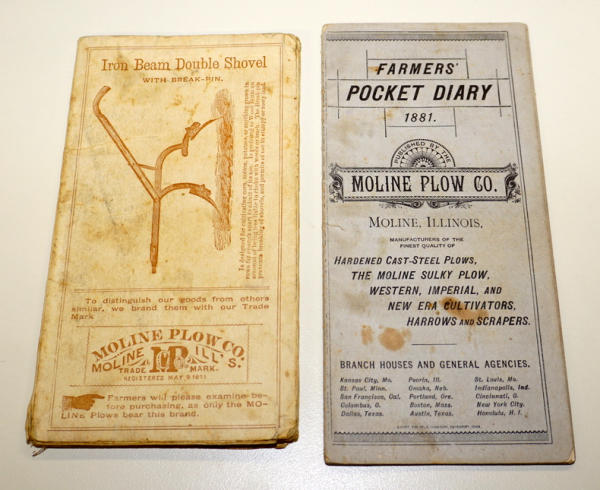 Iron Beam Double Shovel
WITH BREAK-PIN.
To distinguish our goods from others
similar, we brand them with our Trade
Mark
MOLINE PLOW CO.
MOLINE ILL'S.
TRADE MP MARK.
REGISTERED MAY, 9 1871
Farmers will please examine be-
fore purchasing, as only the MO-
LINE Plows bear this brand.
FARMERS'
POCKET DIARY
1881.
PUBLISHED BY THE
MOLINE PLOW CO.
MOLINE, ILLINOIS,
MANUFACTURERS OF THE
FINEST QUALITY OF
HARDENED CAST-STEEL PLOWS,
THE MOLINE SULKY PLOW,
WESTERN, IMPERIAL, AND
NEW ERA CULTIVATORS,
HARROWS AND SCRAPERS.
BRANCH HOUSES AND GENERAL AGENCIES.
Kansas City, Mo. Peoria, Ill. St. Louis, Mo.
St. Paul, Minn. Omaha, Neb. Indianapolis, Ind.
San Francisco, Cal. Portland, Ore. Cincinnati, O.
Columbus, O. Boston, Mass. New York City.
Dallas, Texas. Austin, Texas. Honolulu, H. I.